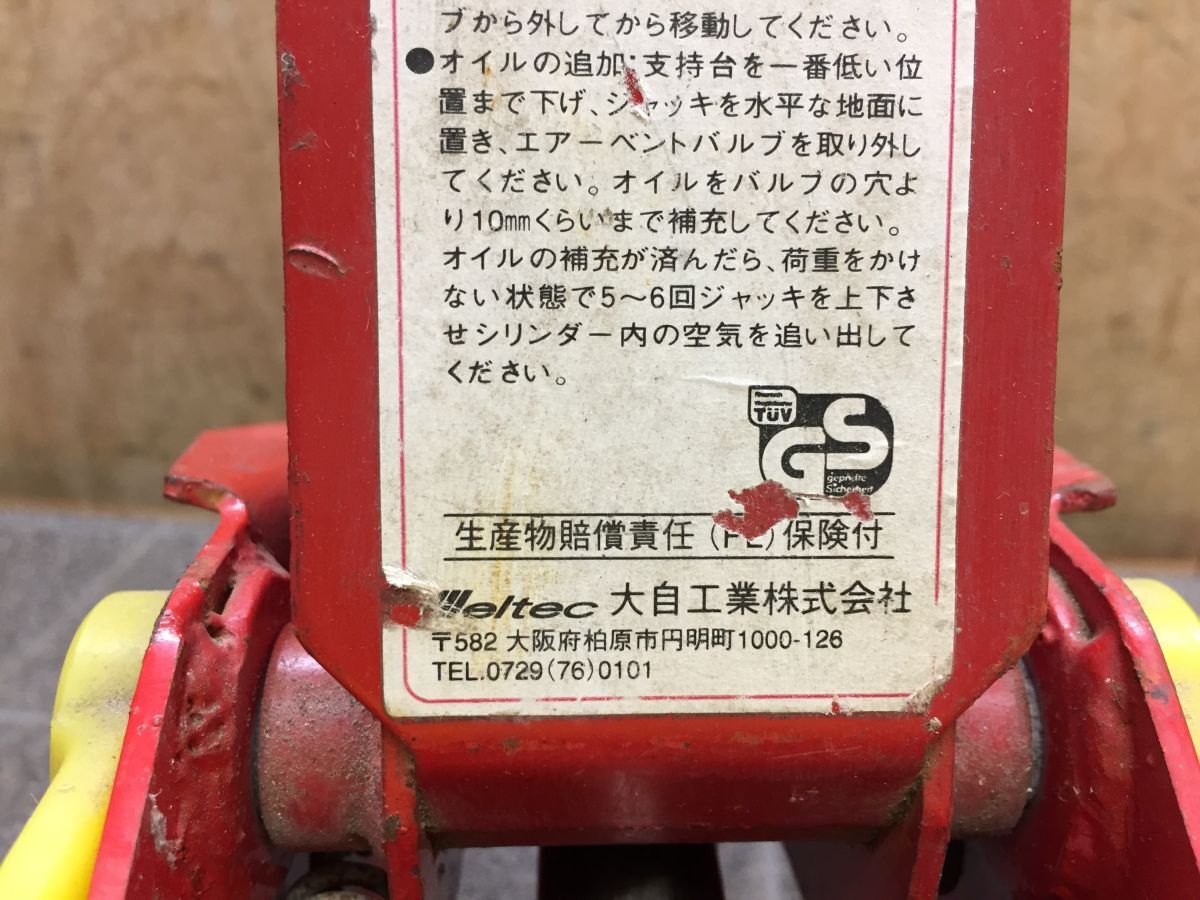 ブから外してから移動してください。
●オイルの追加:支持台を一番低い位
置まで下げ、ジャッキを水平な地面に
置き、エアーベントバルブを取り外し
てください。オイルをバルブの穴よ
り10mmくらいまで補充してください。
オイルの補充が済んだら、荷重をかけ
ない状態で5〜6回ジャッキを上下さ
せシリンダー内の空気を追い出して
ください。
TÜV
GS
geprüfte
Sicherheit
生産物賠償責任(PL)保険付
Meltec 大自工業株式会社
〒582 大阪府柏原市円明町1000-126
TEL.0729(76)0101